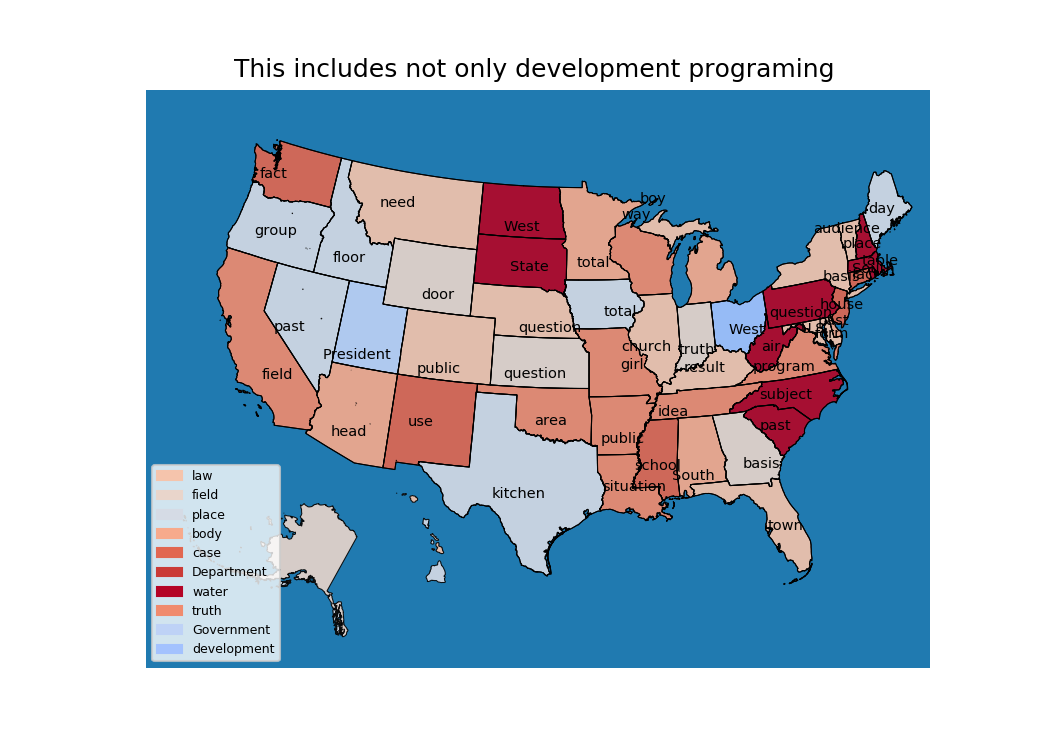 This includes not only development programing
fact
need
boy
way
West
group
day
audience
place
floor
State
total
table
basis
door
house
total
question
past
question
West
truth
church
air
President
girl
public
question
result
program
field
subject
idea
use
area
past
head
public
school
basis
South
situation
kitchen
town
law
field
place
body
case
Department
water
truth
Government
development